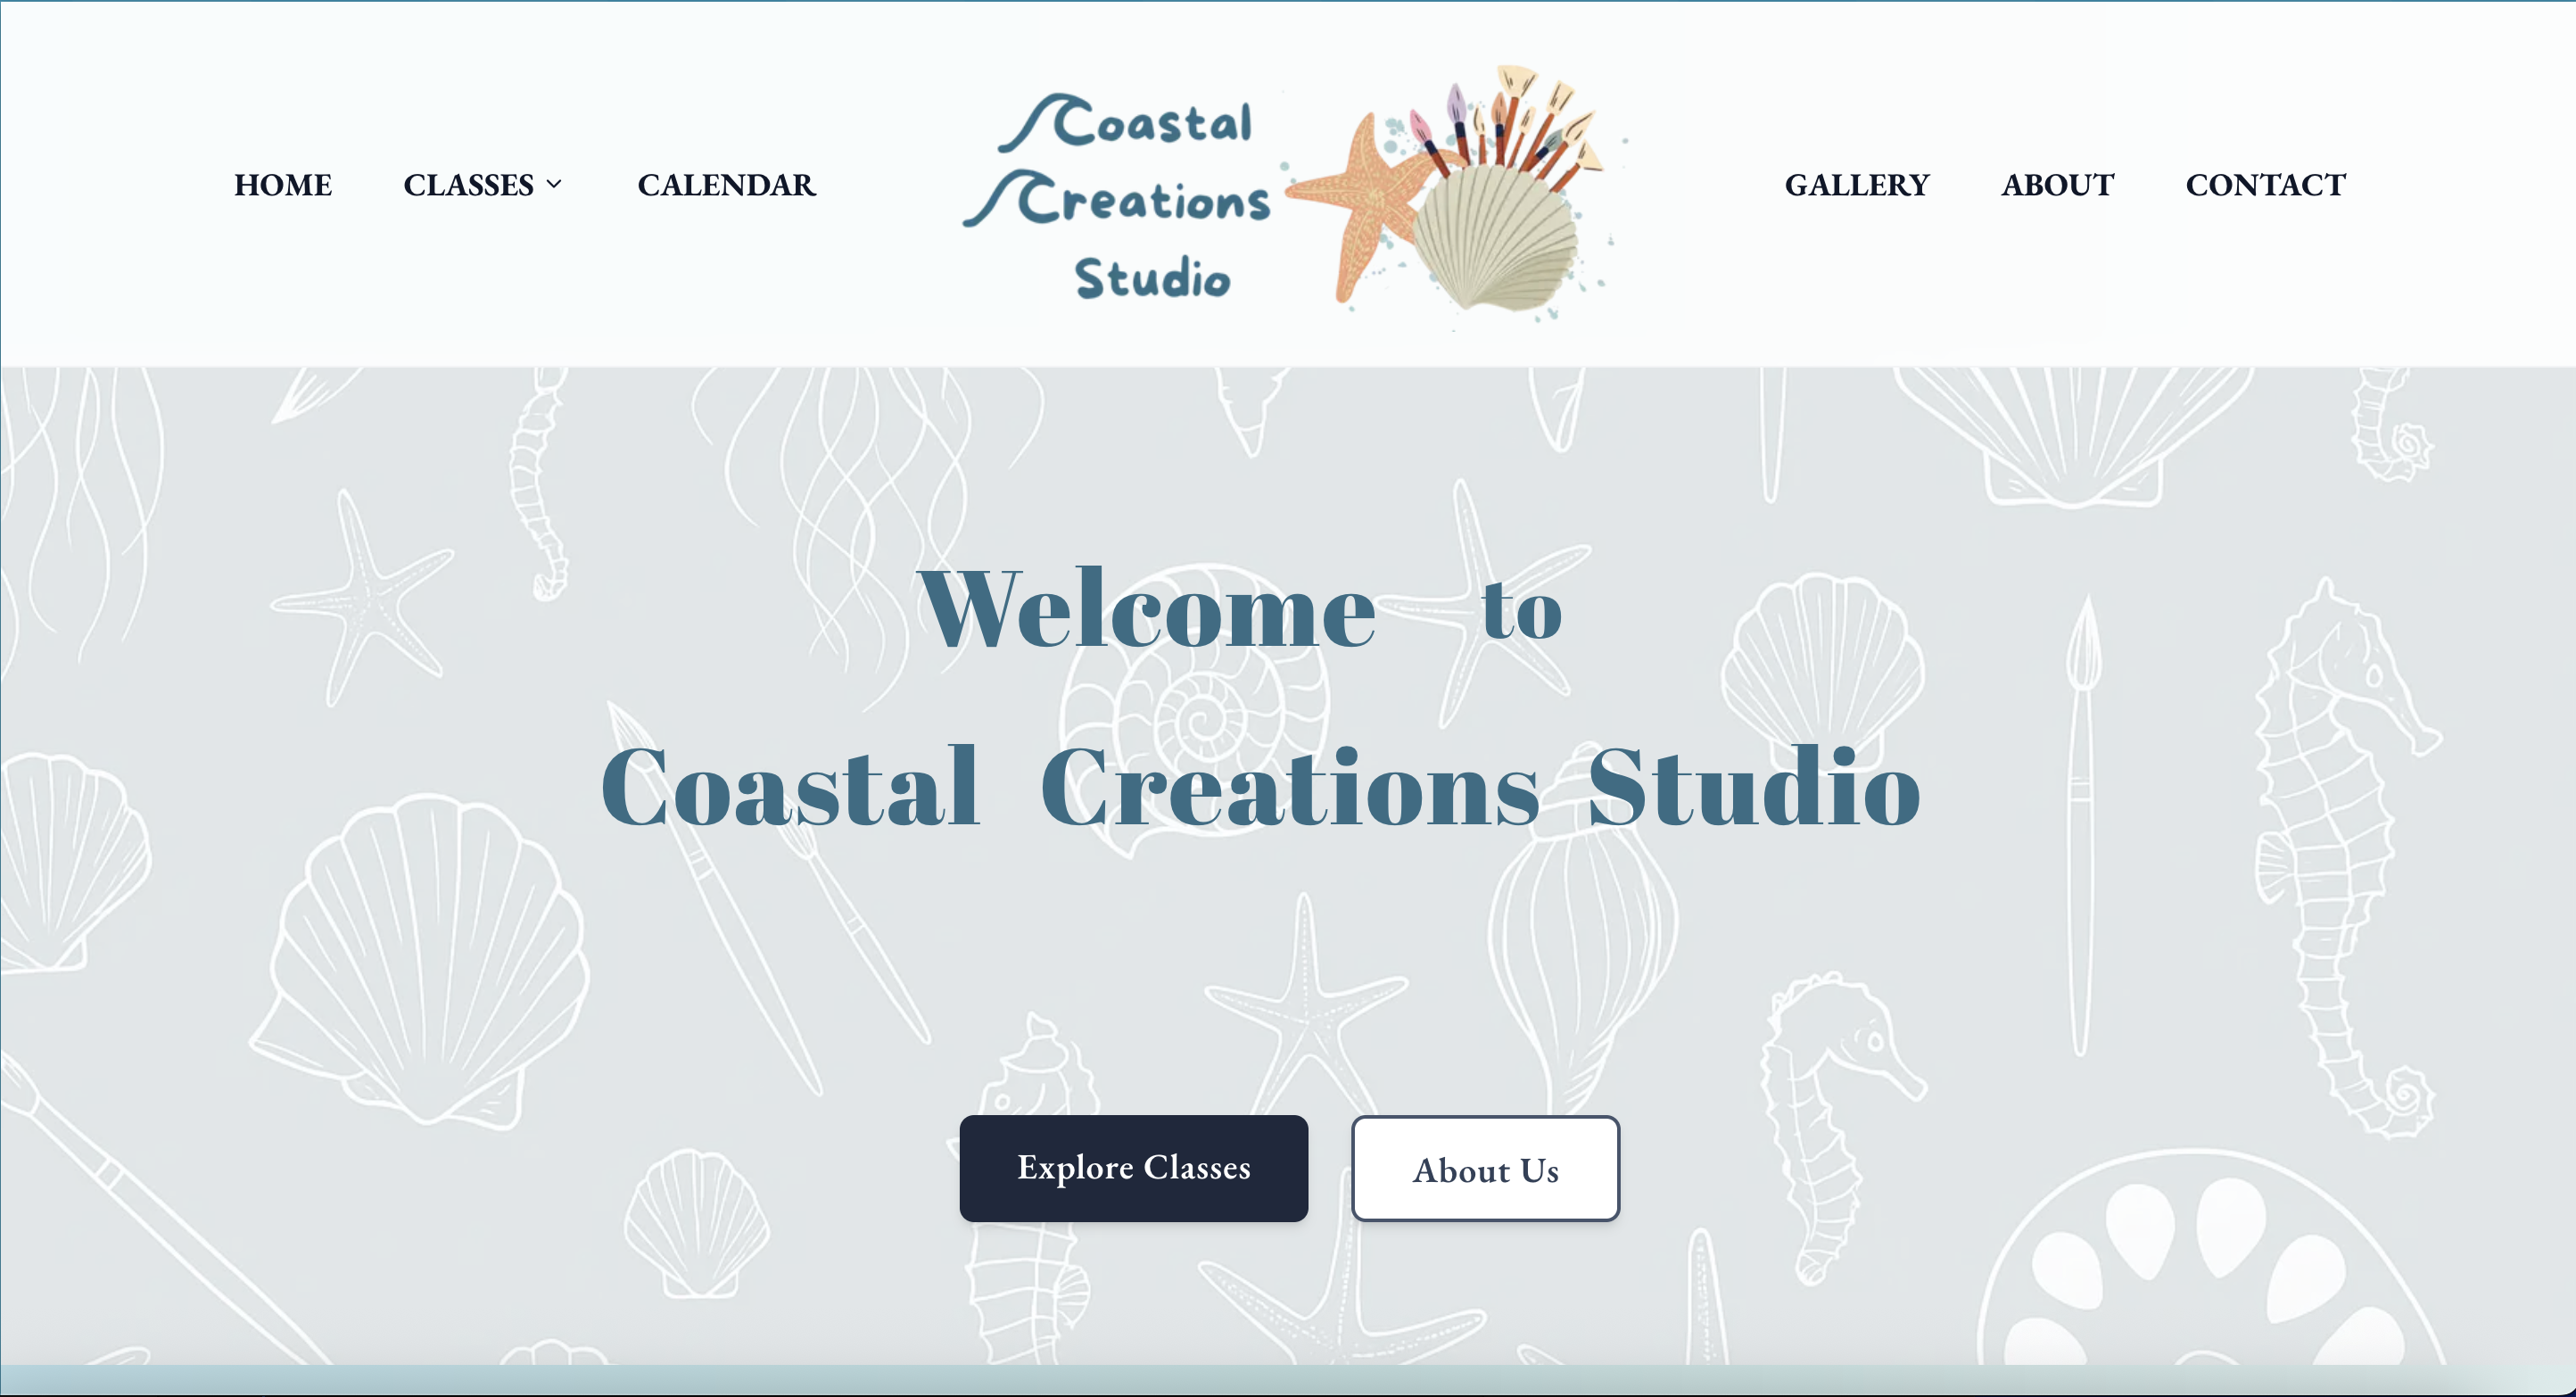 HOME CLASSES CALENDAR
Coastal
Creations
Studio
GALLERY ABOUT CONTACT
Welcome to
Coastal Creations Studio
Explore Classes About Us